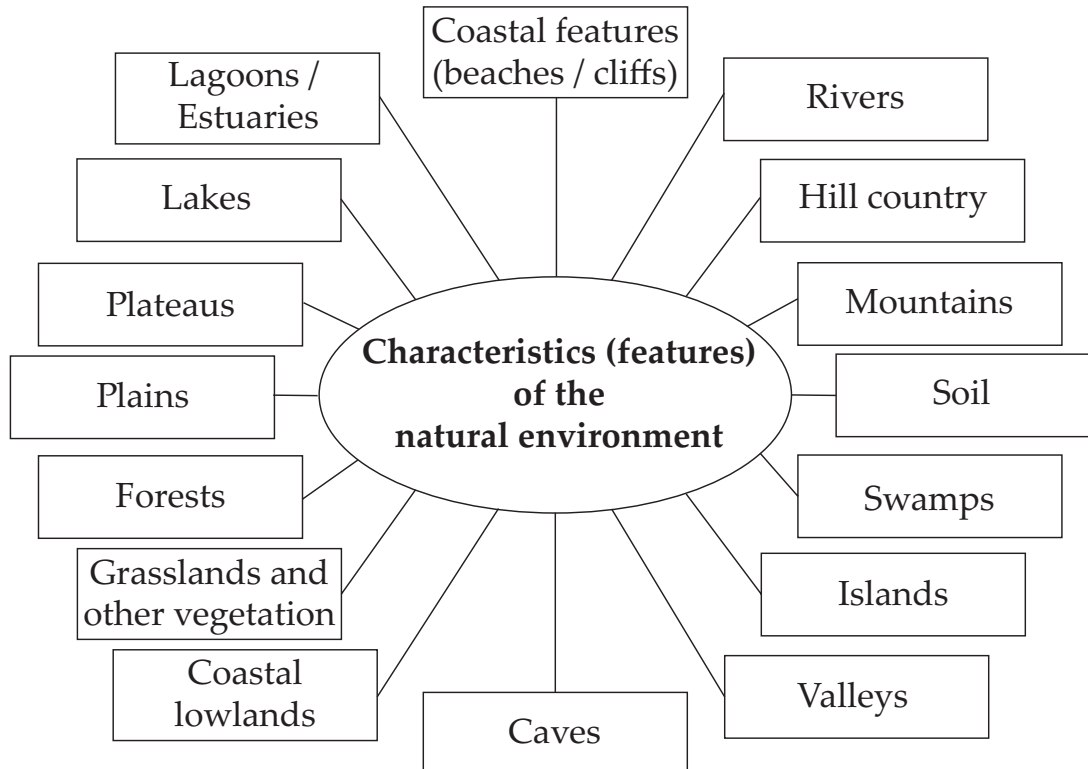 Coastal features
(beaches / cliffs)
Lagoons /
Estuaries
Rivers
Lakes
Hill country
Plateaus
Mountains
Characteristics (features)
of the
natural environment
Plains
Soil
Forests
Swamps
Grasslands and
other vegetation
Islands
Coastal
lowlands
Valleys
Caves